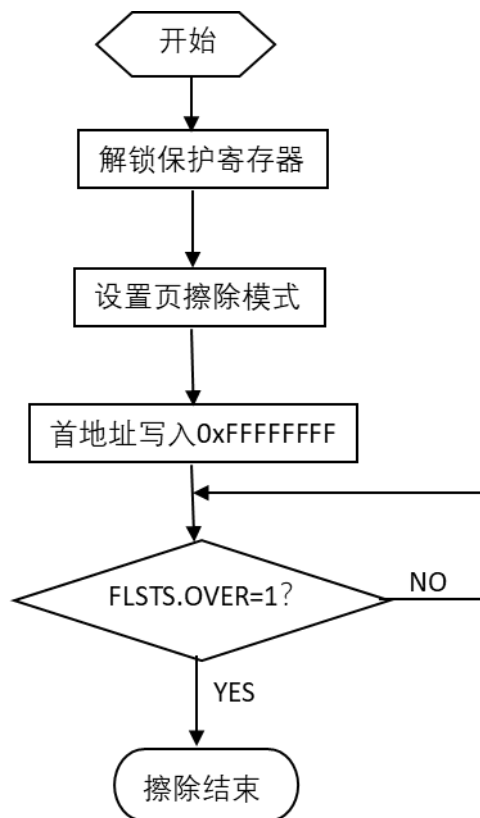 开始
解锁保护寄存器
设置页擦除模式
首地址写入0xFFFFFFFF
FLSTS.OVER=1?
NO
YES
擦除结束